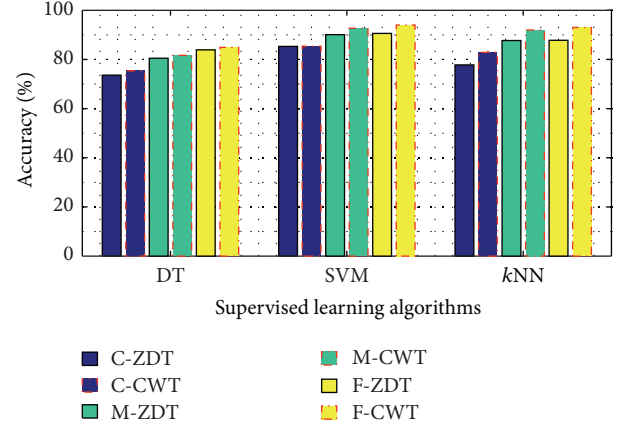 100
80
60
40
20
0
Accuracy (%)
DT SVM kNN
Supervised learning algorithms
C-ZDT M-CWT
C-CWT F-ZDT
M-ZDT F-CWT